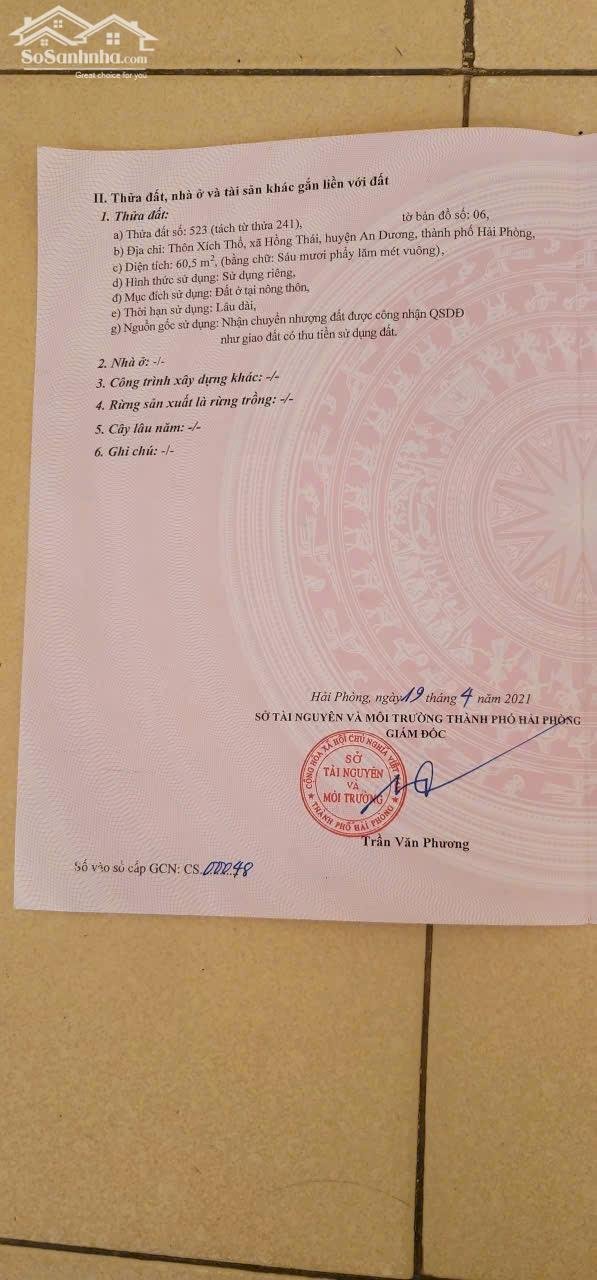 SoSanhnha.com
Great choice for you
II. Thửa đất, nhà ở và tài sản khác gắn liền với đất
1. Thửa đất:
a) Thửa đất số: 523 (tách từ thửa 241), tờ bản đồ số: 06,
b) Địa chỉ: Thôn Xích Thổ, xã Hồng Thái, huyện An Dương, thành phố Hải Phòng,
c) Diện tích: 60,5 m², (bằng chữ: Sáu mươi phẩy lăm mét vuông),
d) Hình thức sử dụng: Sử dụng riêng,
đ) Mục đích sử dụng: Đất ở tại nông thôn,
e) Thời hạn sử dụng: Lâu dài,
g) Nguồn gốc sử dụng: Nhận chuyển nhượng đất được công nhận QSDĐ
như giao đất có thu tiền sử dụng đất.
2. Nhà ở: -/-
3. Công trình xây dựng khác: -/-
4. Rừng sản xuất là rừng trồng: -/-
5. Cây lâu năm: -/-
6. Ghi chú: -/-
Hải Phòng, ngày 19 tháng 4 năm 2021
SỞ TÀI NGUYÊN VÀ MÔI TRƯỜNG THÀNH PHỐ HẢI PHÒNG
GIÁM ĐỐC
CỘNG HÒA XÃ HỘI CHỦ NGHĨA VIỆT
SỞ
TÀI NGUYÊN
VÀ
MÔI TRƯỜNG
THÀNH PHỐ HẢI PHÒNG
Trần Văn Phương
Số vào sổ cấp GCN: CS